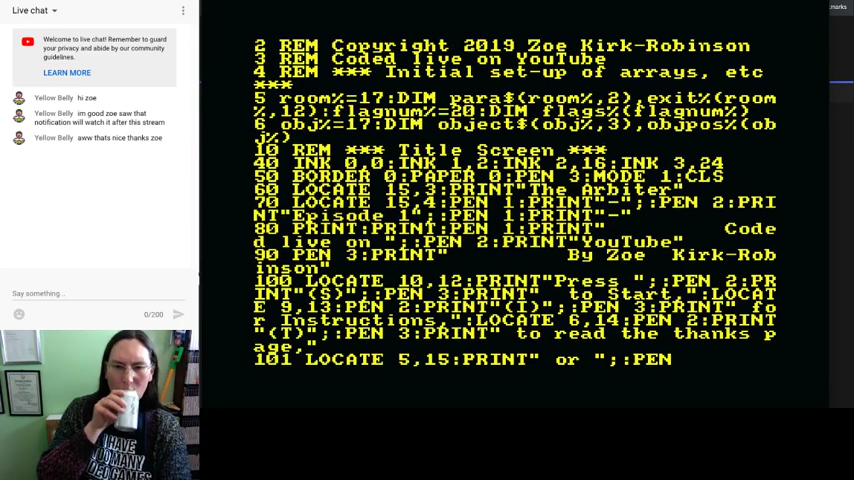 Live chat
Welcome to live chat! Remember to guard
your privacy and abide by our community
guidelines.
LEARN MORE
Yellow Belly hi zoe
Yellow Belly im good zoe saw that
notification will watch it after this stream
Yellow Belly aww thats nice thanks zoe
Say something...
0/200
2 REM Copyright 2019 Zoe Kirk-Robinson
3 REM Coded live on YouTube
4 REM *** Initial set-up of arrays, etc
***
5 room%=17:DIM para$(room%,2),exit%(room
%,12):flagnum%=20:DIM flags%(flagnum%)
6 obj%=17:DIM object$(obj%,3),objpos%(ob
j%)
10 REM *** Title Screen ***
40 INK 0,0:INK 1,2:INK 2,16:INK 3,24
50 BORDER 0:PAPER 0:PEN 3:MODE 1:CLS
60 LOCATE 15,3:PRINT"The Arbiter"
70 LOCATE 15,4:PEN 1:PRINT"-";:PEN 2:PRI
NT"Episode 1";:PEN 1:PRINT"-"
80 PRINT:PRINT:PEN 1:PRINT" Code
d live on ";:PEN 2:PRINT"YouTube"
90 PEN 3:PRINT" By Zoe Kirk-Rob
inson"
100 LOCATE 10,12:PRINT"Press ";:PEN 2:PR
INT"(S)";:PEN 3:PRINT" to Start,":LOCAT
E 9,13:PEN 2:PRINT"(I)";:PEN 3:PRINT" fo
r Instructions,":LOCATE 6,14:PEN 2:PRINT
"(T)";:PEN 3:PRINT" to read the thanks p
age,"
101 LOCATE 5,15:PRINT" or ";:PEN
I HAVE
TOO MANY
VIDEO GAMES